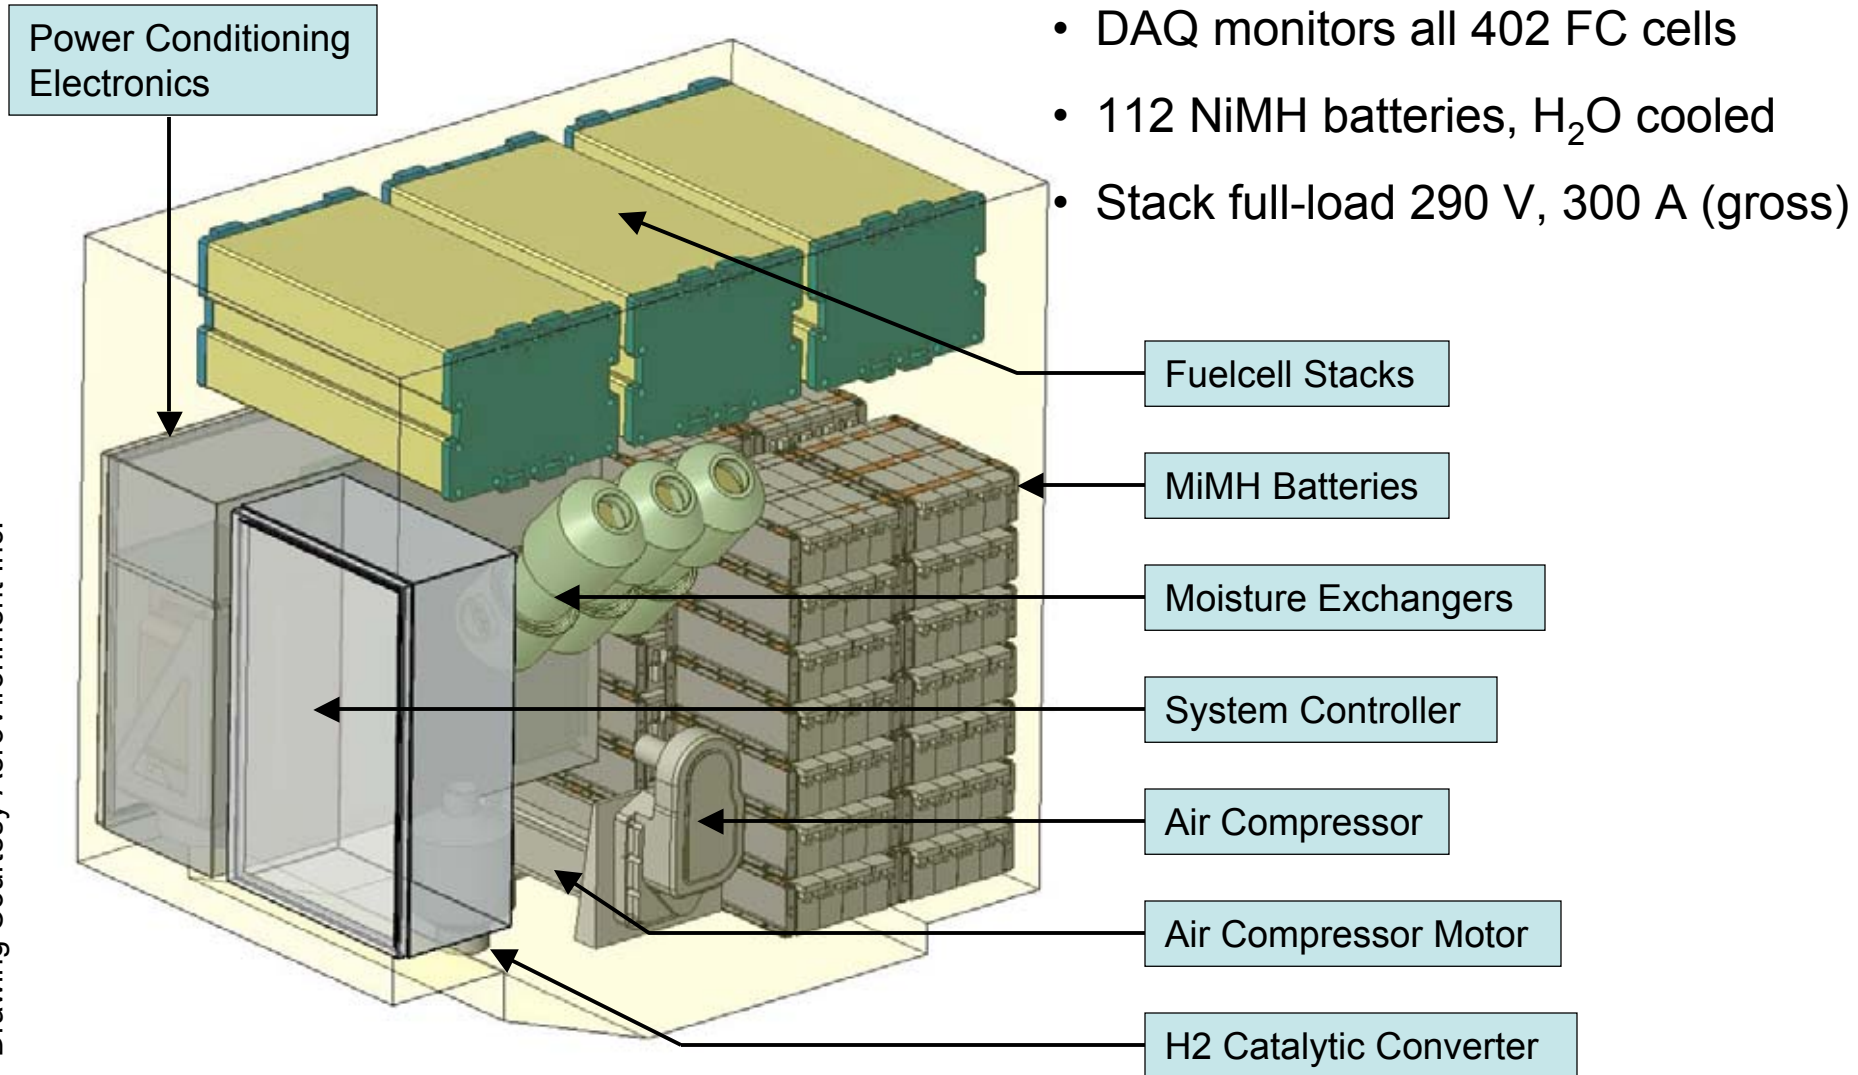 Power Conditioning
Electronics
• DAQ monitors all 402 FC cells
• 112 NiMH batteries, H₂O cooled
• Stack full-load 290 V, 300 A (gross)
Fuelcell Stacks
MiMH Batteries
Moisture Exchangers
System Controller
Air Compressor
Air Compressor Motor
H2 Catalytic Converter